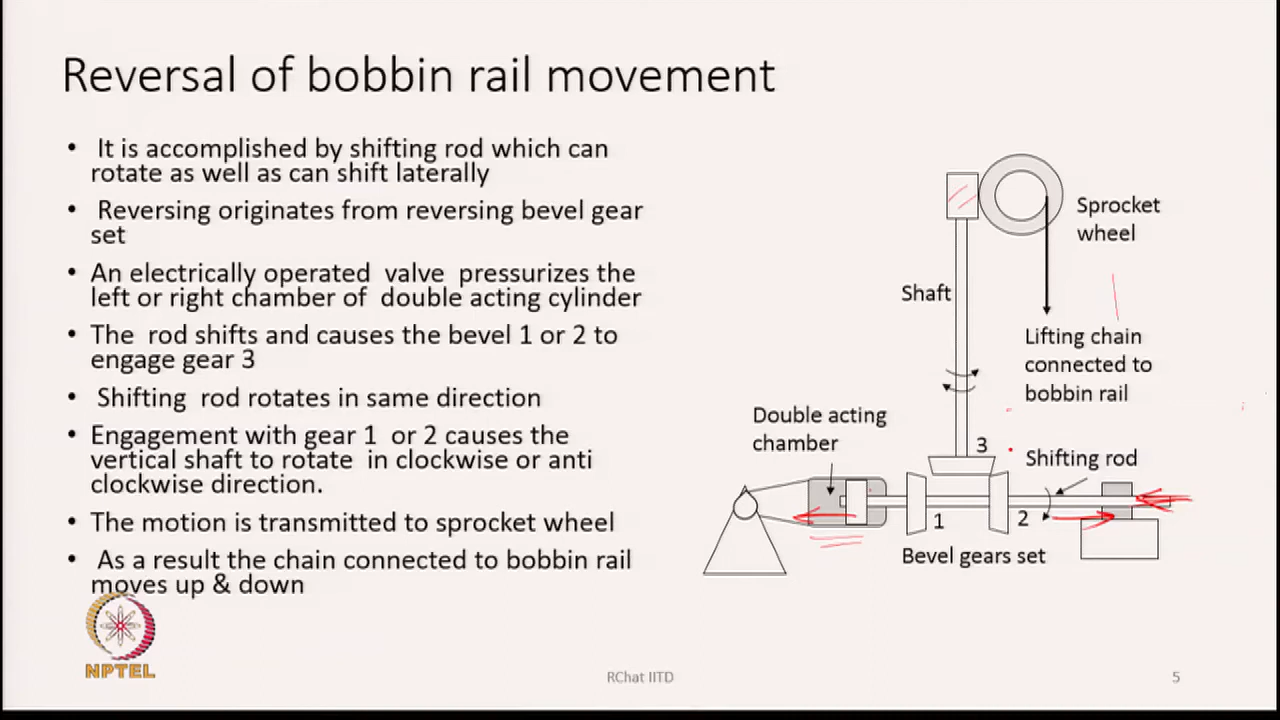 Reversal of bobbin rail movement
• It is accomplished by shifting rod which can
rotate as well as can shift laterally
• Reversing originates from reversing bevel gear
set
• An electrically operated valve pressurizes the
left or right chamber of double acting cylinder
• The rod shifts and causes the bevel 1 or 2 to
engage gear 3
• Shifting rod rotates in same direction
• Engagement with gear 1 or 2 causes the
vertical shaft to rotate in clockwise or anti
clockwise direction.
• The motion is transmitted to sprocket wheel
• As a result the chain connected to bobbin rail
moves up & down
Sprocket
wheel
Shaft
Lifting chain
connected to
bobbin rail
Double acting
chamber
3
Shifting rod
1
2
Bevel gears set
NPTEL
RChat IITD
5